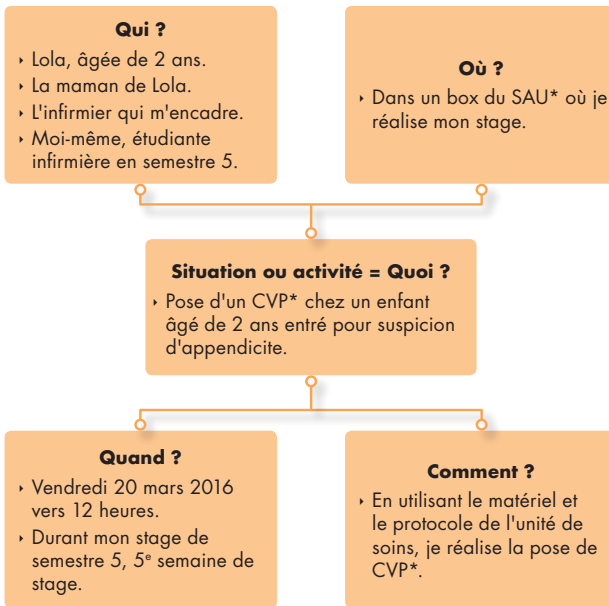 Qui ?
‣ Lola, âgée de 2 ans.
‣ La maman de Lola.
‣ L'infirmier qui m'encadre.
‣ Moi-même, étudiante
infirmière en semestre 5.
Où ?
‣ Dans un box du SAU* où je
réalise mon stage.
Situation ou activité = Quoi ?
‣ Pose d'un CVP* chez un enfant
âgé de 2 ans entré pour suspicion
d'appendicite.
Quand ?
‣ Vendredi 20 mars 2016
vers 12 heures.
‣ Durant mon stage de
semestre 5, 5e semaine de
stage.
Comment ?
‣ En utilisant le matériel et
le protocole de l'unité de
soins, je réalise la pose de
CVP*.